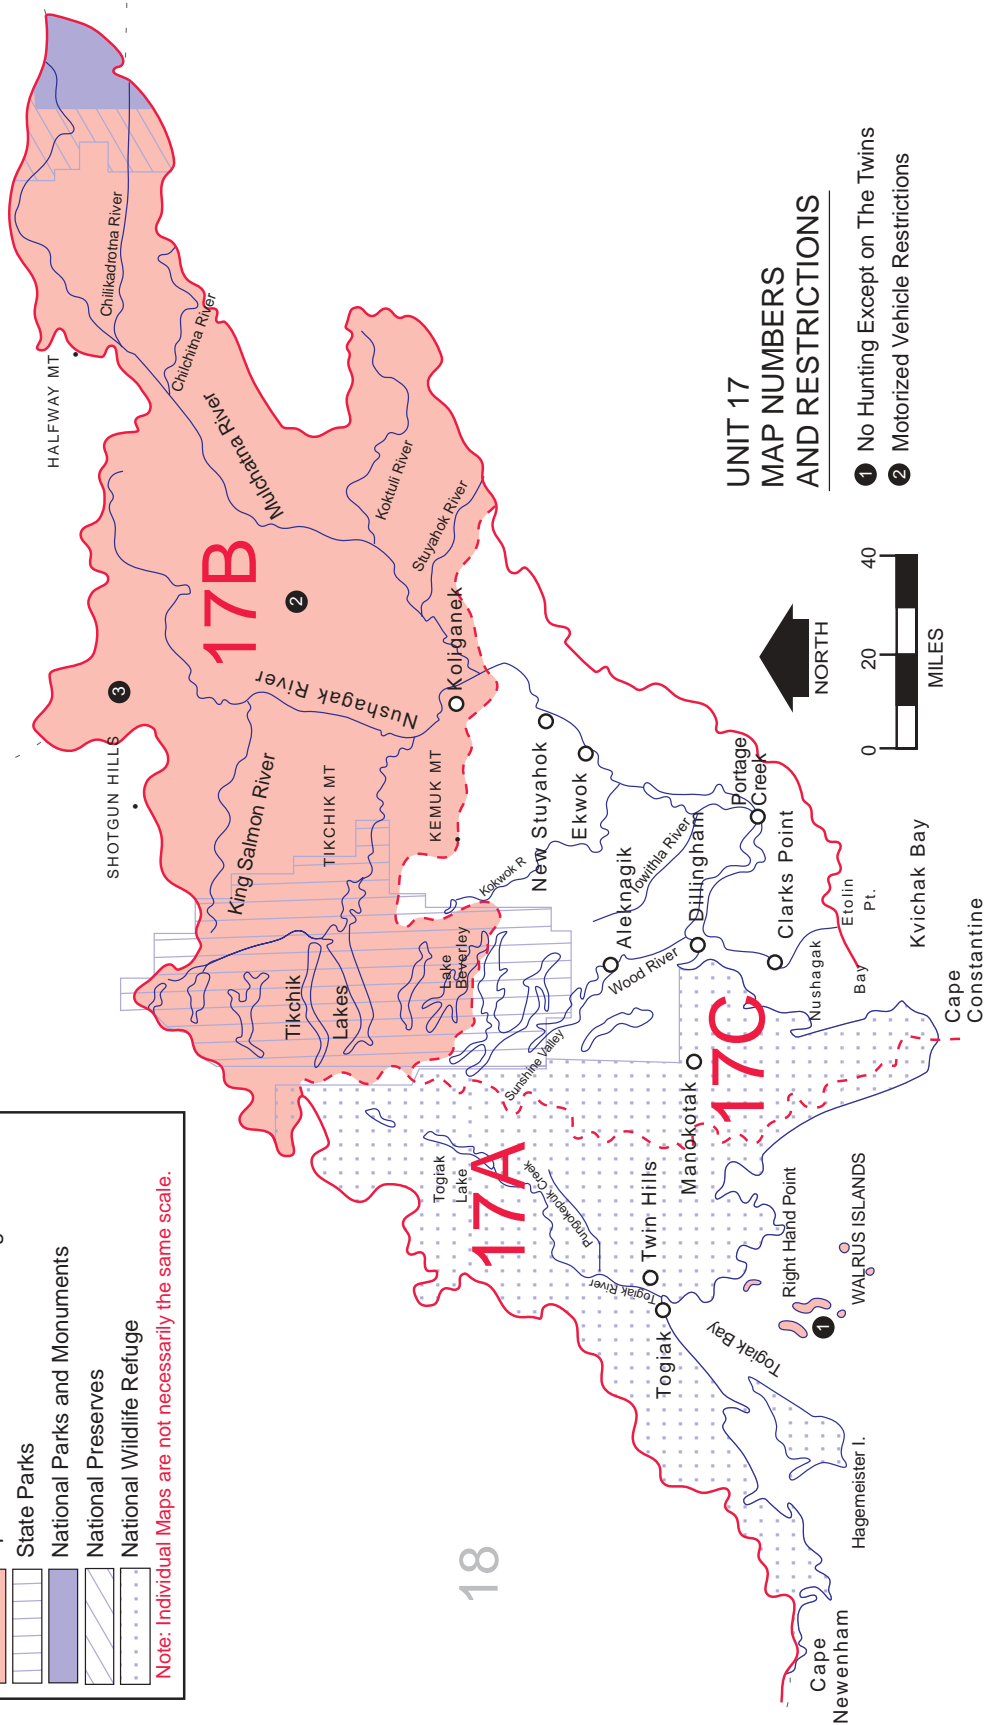 State Parks
National Parks and Monuments
National Preserves
National Wildlife Refuge
Note: Individual Maps are not necessarily the same scale.
18
17A
17B
17C
HALFWAY MT
SHOTGUN HILLS
Chilikadrotna River
Chilchitna River
Mulchatna River
Koktuli River
Stuyahok River
3
2
Nushagak River
King Salmon River
TIKCHIK MT
KEMUK MT
Koliganek
Tikchik
Lakes
Lake
Beverley
Kokwok R
New Stuyahok
Ekwok
Iowithla River
Portage
Creek
Aleknagik
Dillingham
Clarks Point
Wood River
Sunshine Valley
Manokotak
Nushagak
Bay
Etolin
Pt.
Kvichak Bay
Cape
Constantine
Togiak
Lake
Pungokepuk Creek
Togiak River
Twin Hills
Togiak
Togiak Bay
Right Hand Point
WALRUS ISLANDS
1
Hagemeister I.
Cape
Newenham
UNIT 17
MAP NUMBERS
AND RESTRICTIONS
1 No Hunting Except on The Twins
2 Motorized Vehicle Restrictions
NORTH
0 20 40
MILES